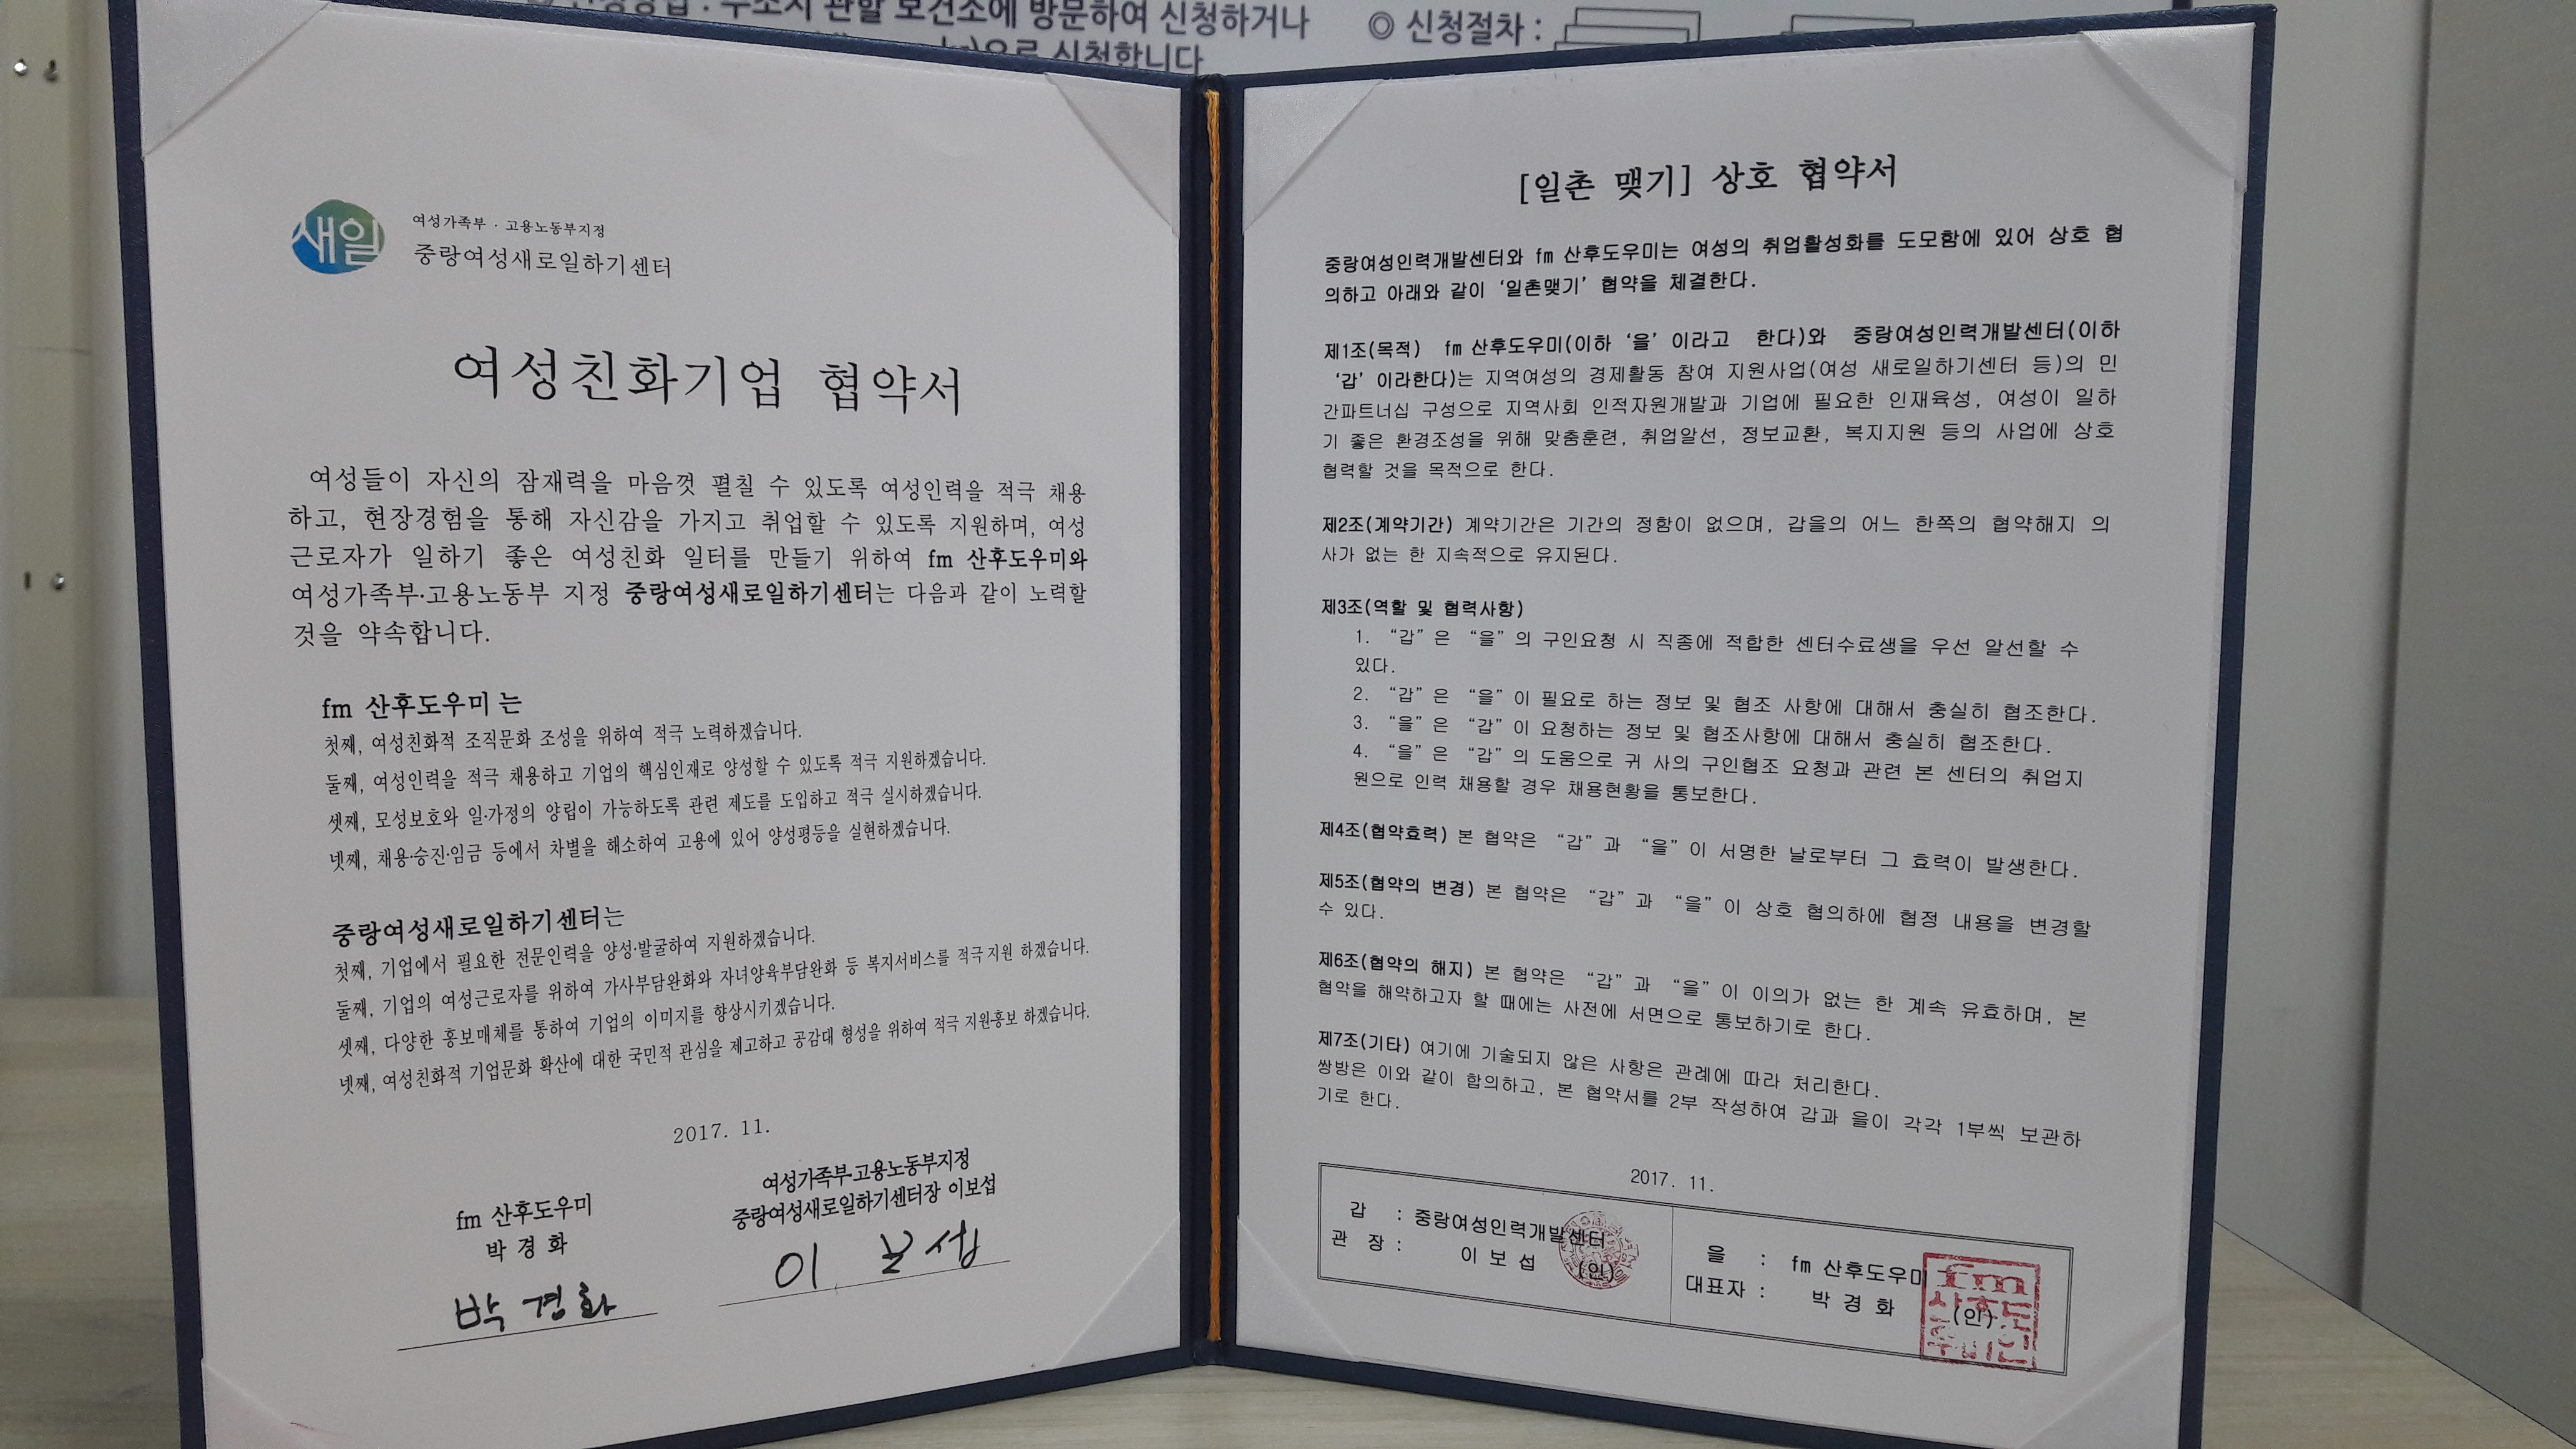 보건소에 방문하여 신청하거나
으로 신청합니다
◎ 신청절차 :
새일
여성가족부 · 고용노동부지정
중랑여성새로일하기센터
여성친화기업 협약서
여성들이 자신의 잠재력을 마음껏 펼칠 수 있도록 여성인력을 적극 채용
하고, 현장경험을 통해 자신감을 가지고 취업할 수 있도록 지원하며, 여성
근로자가 일하기 좋은 여성친화 일터를 만들기 위하여 fm 산후도우미와
여성가족부·고용노동부 지정 중랑여성새로일하기센터는 다음과 같이 노력할
것을 약속합니다.
fm 산후도우미 는
첫째, 여성친화적 조직문화 조성을 위하여 적극 노력하겠습니다.
둘째, 여성인력을 적극 채용하고 기업의 핵심인재로 양성할 수 있도록 적극 지원하겠습니다.
셋째, 모성보호와 일·가정의 양립이 가능하도록 관련 제도를 도입하고 적극 실시하겠습니다.
넷째, 채용·승진·임금 등에서 차별을 해소하여 고용에 있어 양성평등을 실현하겠습니다.
중랑여성새로일하기센터는
첫째, 기업에서 필요한 전문인력을 양성·발굴하여 지원하겠습니다.
둘째, 기업의 여성근로자를 위하여 가사부담완화와 자녀양육부담완화 등 복지서비스를 적극지원 하겠습니다.
셋째, 다양한 홍보매체를 통하여 기업의 이미지를 향상시키겠습니다.
넷째, 여성친화적 기업문화 확산에 대한 국민적 관심을 제고하고 공감대 형성을 위하여 적극 지원홍보 하겠습니다.
2017. 11.
fm 산후도우미
박 경 화
박 경 화
여성가족부·고용노동부지정
중랑여성새로일하기센터장 이보섭
이 보 섭
[일촌 맺기] 상호 협약서
중랑여성인력개발센터와 fm 산후도우미는 여성의 취업활성화를 도모함에 있어 상호 협
의하고 아래와 같이 ‘일촌맺기’ 협약을 체결한다.
제1조(목적) fm 산후도우미(이하 ‘을’ 이라고 한다)와 중랑여성인력개발센터(이하
‘갑’ 이라한다)는 지역여성의 경제활동 참여 지원사업(여성 새로일하기센터 등)의 민
간파트너십 구성으로 지역사회 인적자원개발과 기업에 필요한 인재육성, 여성이 일하
기 좋은 환경조성을 위해 맞춤훈련, 취업알선, 정보교환, 복지지원 등의 사업에 상호
협력할 것을 목적으로 한다.
제2조(계약기간) 계약기간은 기간의 정함이 없으며, 갑을의 어느 한쪽의 협약해지 의
사가 없는 한 지속적으로 유지된다.
제3조(역할 및 협력사항)
1. “갑” 은 “을” 의 구인요청 시 직종에 적합한 센터수료생을 우선 알선할 수
있다.
2. “갑” 은 “을” 이 필요로 하는 정보 및 협조 사항에 대해서 충실히 협조한다.
3. “을” 은 “갑” 이 요청하는 정보 및 협조사항에 대해서 충실히 협조한다.
4. “을” 은 “갑” 의 도움으로 귀 사의 구인협조 요청과 관련 본 센터의 취업지
원으로 인력 채용할 경우 채용현황을 통보한다.
제4조(협약효력) 본 협약은 “갑” 과 “을” 이 서명한 날로부터 그 효력이 발생한다.
제5조(협약의 변경) 본 협약은 “갑” 과 “을” 이 상호 협의하에 협정 내용을 변경할
수 있다.
제6조(협약의 해지) 본 협약은 “갑” 과 “을” 이 이의가 없는 한 계속 유효하며, 본
협약을 해약하고자 할 때에는 사전에 서면으로 통보하기로 한다.
제7조(기타) 여기에 기술되지 않은 사항은 관례에 따라 처리한다.
쌍방은 이와 같이 합의하고, 본 협약서를 2부 작성하여 갑과 을이 각각 1부씩 보관하
기로 한다.
2017. 11.
갑 : 중랑여성인력개발센터
관 장 : 이 보 섭 (인)
을 : fm 산후도우미
대표자 : 박 경 화 (인)